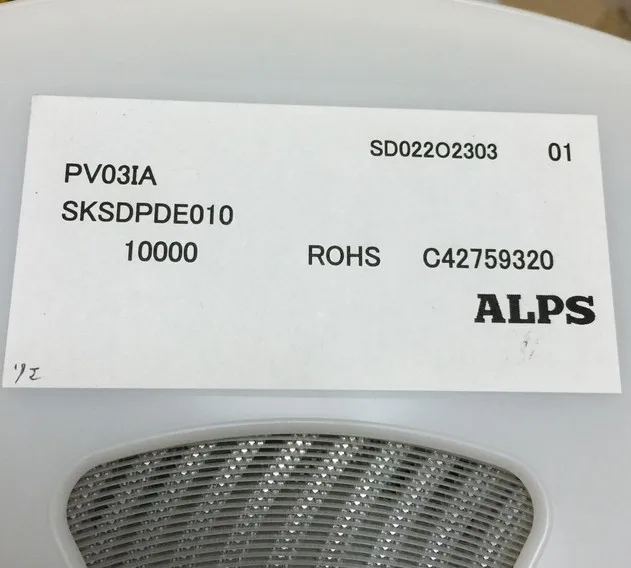 SD022O2303 01
PV03IA
SKSDPDE010
10000 ROHS C42759320
ALPS